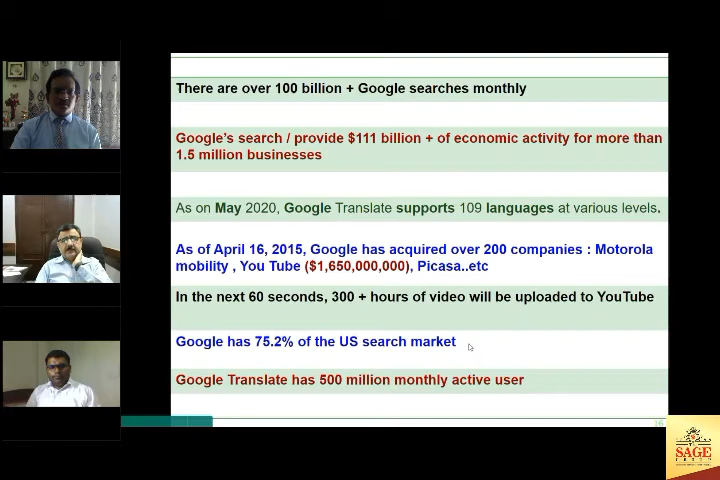 There are over 100 billion + Google searches monthly
Google's search / provide $111 billion + of economic activity for more than
1.5 million businesses
As on May 2020, Google Translate supports 109 languages at various levels.
As of April 16, 2015, Google has acquired over 200 companies : Motorola
mobility , You Tube ($1,650,000,000), Picasa..etc
In the next 60 seconds, 300 + hours of video will be uploaded to YouTube
Google has 75.2% of the US search market
Google Translate has 500 million monthly active user
16
SAGE